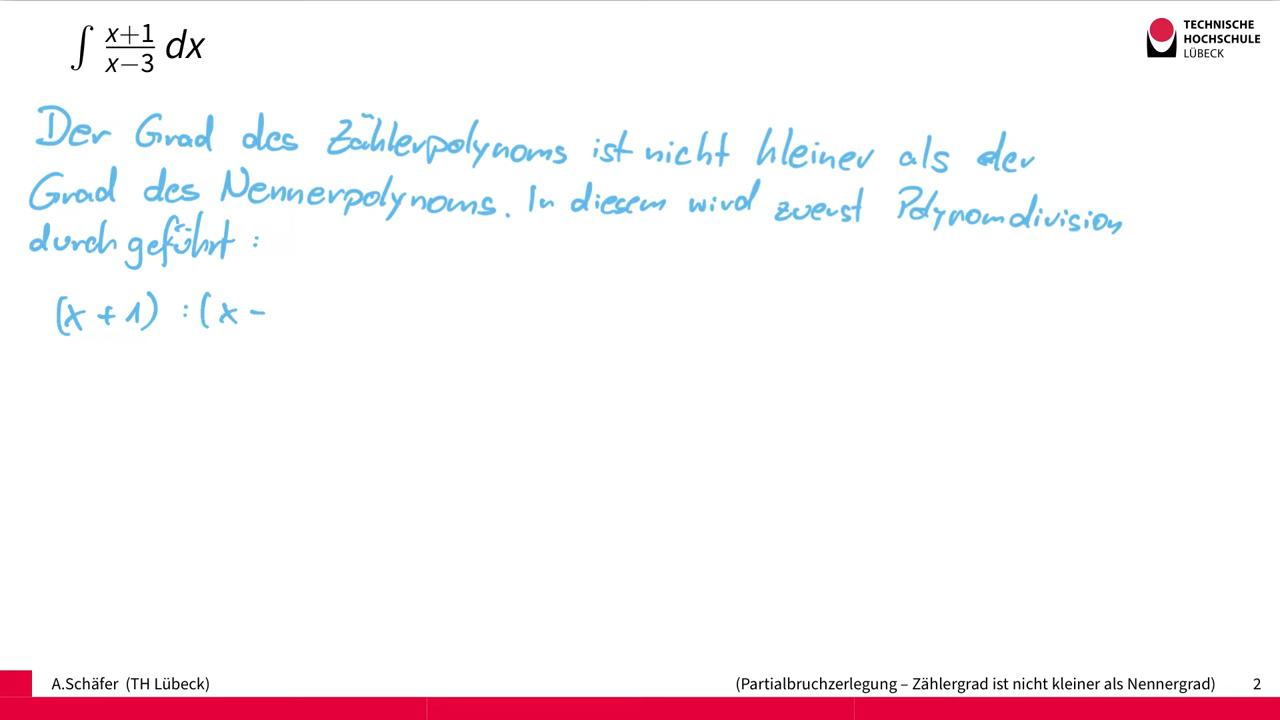 ∫ x+1/x−3 dx
TECHNISCHE
HOCHSCHULE
LÜBECK
Der Grad des Zählerpolynoms ist nicht kleiner als der
Grad des Nennerpolynoms. In diesem wird zuerst Polynomdivision
durchgeführt :
(x + 1) : (x -
A.Schäfer (TH Lübeck)
(Partialbruchzerlegung – Zählergrad ist nicht kleiner als Nennergrad)
2